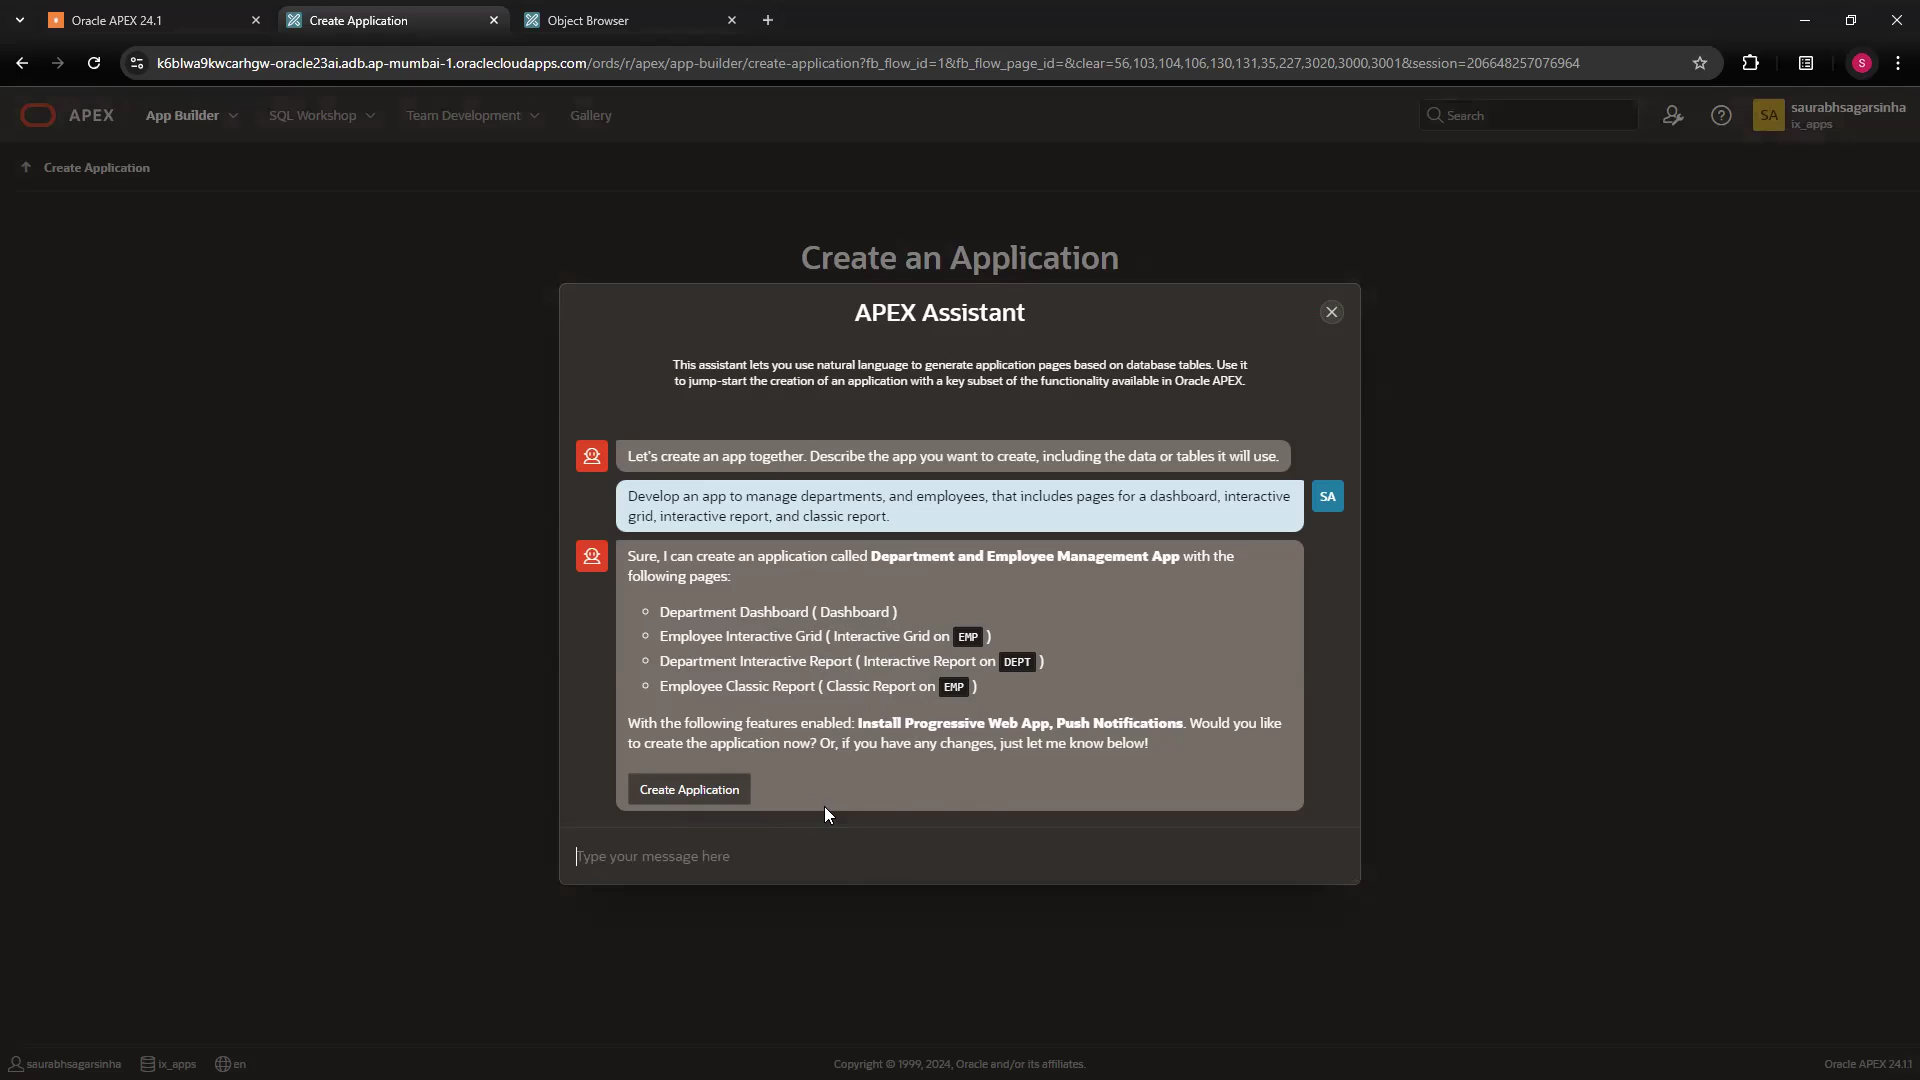 Oracle APEX 24.1
Create Application
Object Browser
k6blwa9kwcarhgw-oracle23ai.adb.ap-mumbai-1.oraclecloudapps.com/ords/r/apex/app-builder/create-application?fb_flow_id=1&fb_flow_page_id=&clear=56,103,104,106,130,131,35,227,3020,3000,3001&session=206648257076964
S
APEX App Builder SQL Workshop Team Development Gallery Search SA saurabhsagarsinha
ix_apps
Create Application
Create an Application
APEX Assistant
This assistant lets you use natural language to generate application pages based on database tables. Use it
to jump-start the creation of an application with a key subset of the functionality available in Oracle APEX.
Let's create an app together. Describe the app you want to create, including the data or tables it will use.
Develop an app to manage departments, and employees, that includes pages for a dashboard, interactive
grid, interactive report, and classic report.
SA
Sure, I can create an application called Department and Employee Management App with the
following pages:
Department Dashboard ( Dashboard )
Employee Interactive Grid ( Interactive Grid on EMP )
Department Interactive Report ( Interactive Report on DEPT )
Employee Classic Report ( Classic Report on EMP )
With the following features enabled: Install Progressive Web App, Push Notifications. Would you like
to create the application now? Or, if you have any changes, just let me know below!
Create Application
Type your message here
saurabhsagarsinha ix_apps en
Copyright © 1999, 2024, Oracle and/or its affiliates.
Oracle APEX 24.1.1